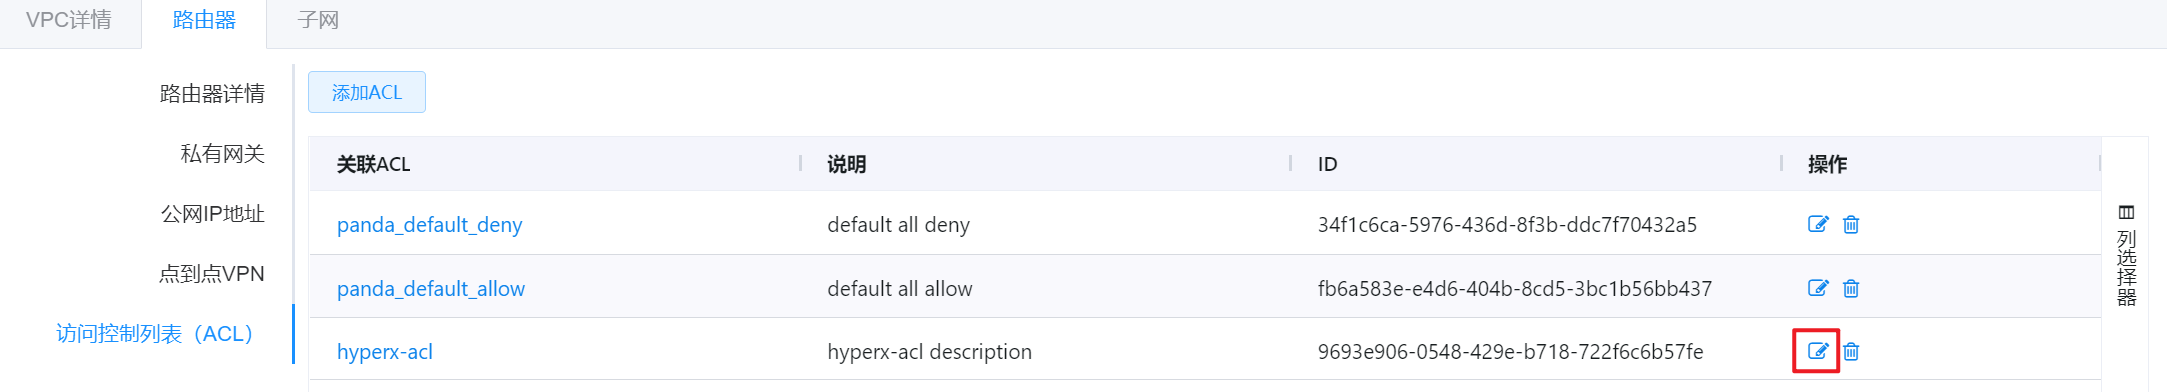 VPC详情 路由器 子网
路由器详情
私有网关
公网IP地址
点到点VPN
访问控制列表（ACL）
添加ACL
关联ACL 说明 ID 操作
panda_default_deny default all deny 34f1c6ca-5976-436d-8f3b-ddc7f70432a5
panda_default_allow default all allow fb6a583e-e4d6-404b-8cd5-3bc1b56bb437
hyperx-acl hyperx-acl description 9693e906-0548-429e-b718-722f6c6b57fe
列选择器